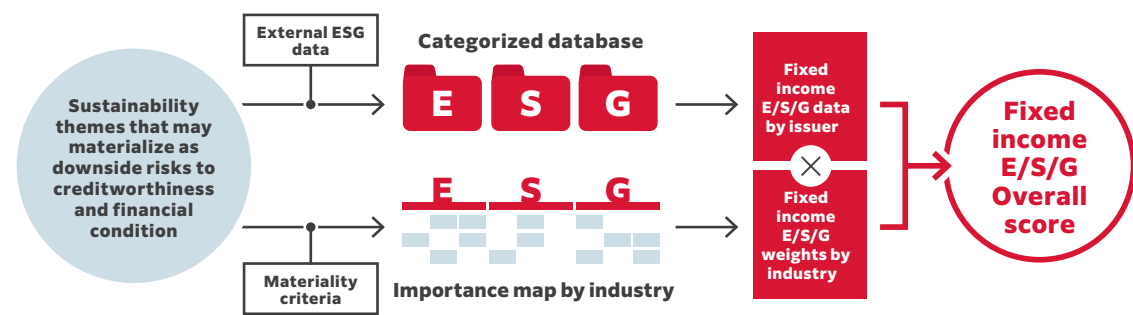 Sustainability
themes that may
materialize as
downside risks to
creditworthiness
and financial
condition
External ESG
data
Categorized database
E S G
Materiality
criteria
E S G
Importance map by industry
Fixed
income
E/S/G data
by issuer
×
Fixed
income
E/S/G
weights by
industry
Fixed
income
E/S/G
Overall
score